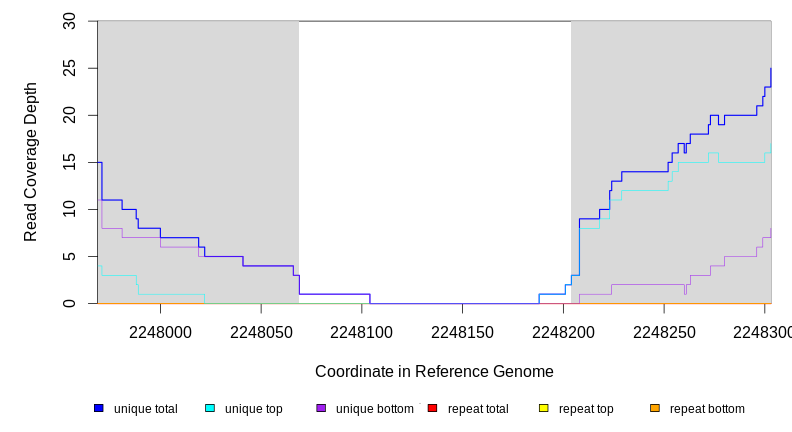 30
25
20
15
10
5
0
Read Coverage Depth
2248000 2248050 2248100 2248150 2248200 2248250 224830
Coordinate in Reference Genome
unique total unique top unique bottom repeat total repeat top repeat bottom